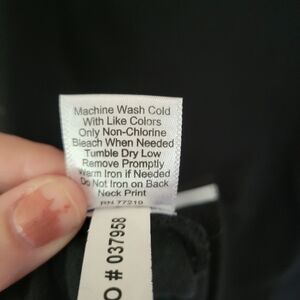 Machine Wash Cold
With Like Colors
Only Non-Chlorine
Bleach When Needed
Tumble Dry Low
Remove Promptly
Warm Iron if Needed
Do Not Iron on Back
Neck Print
RN 77219
O # 037958